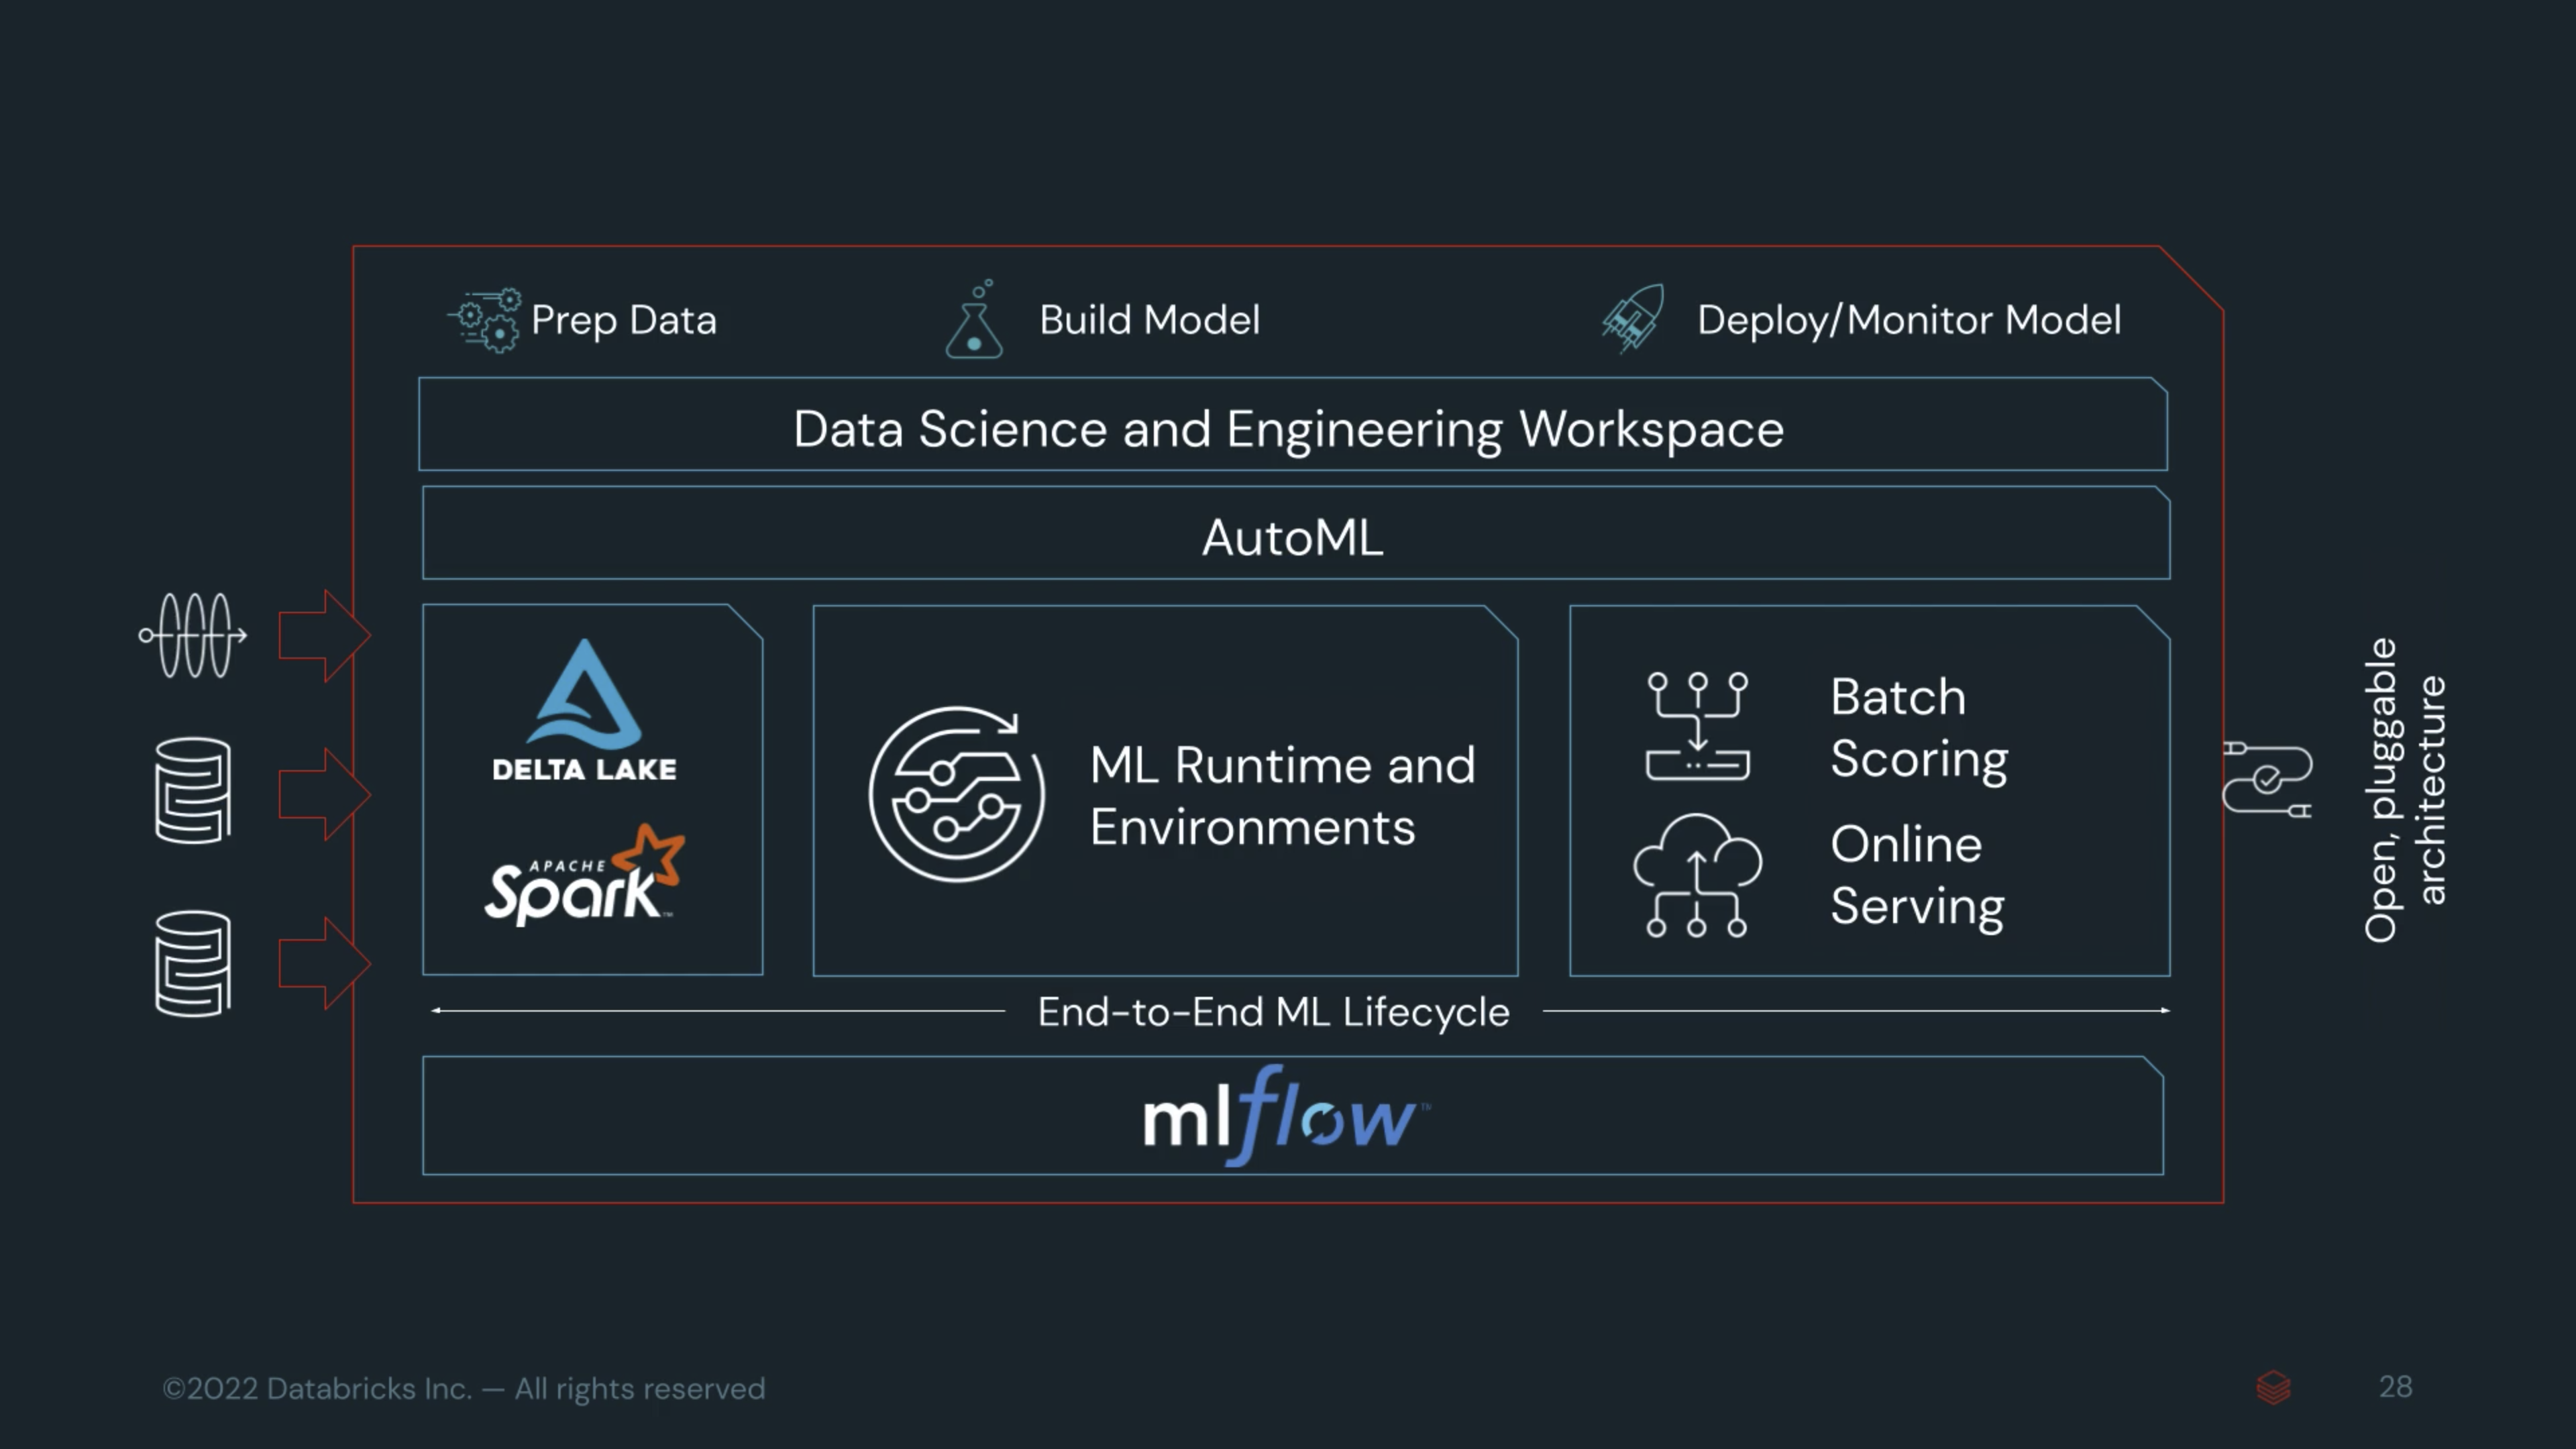 Prep Data
Build Model
Deploy/Monitor Model
Data Science and Engineering Workspace
AutoML
DELTA LAKE
APACHE
Spark™
ML Runtime and
Environments
Batch
Scoring
Online
Serving
Open, pluggable
architecture
End-to-End ML Lifecycle
mlflow™
©2022 Databricks Inc. — All rights reserved
28